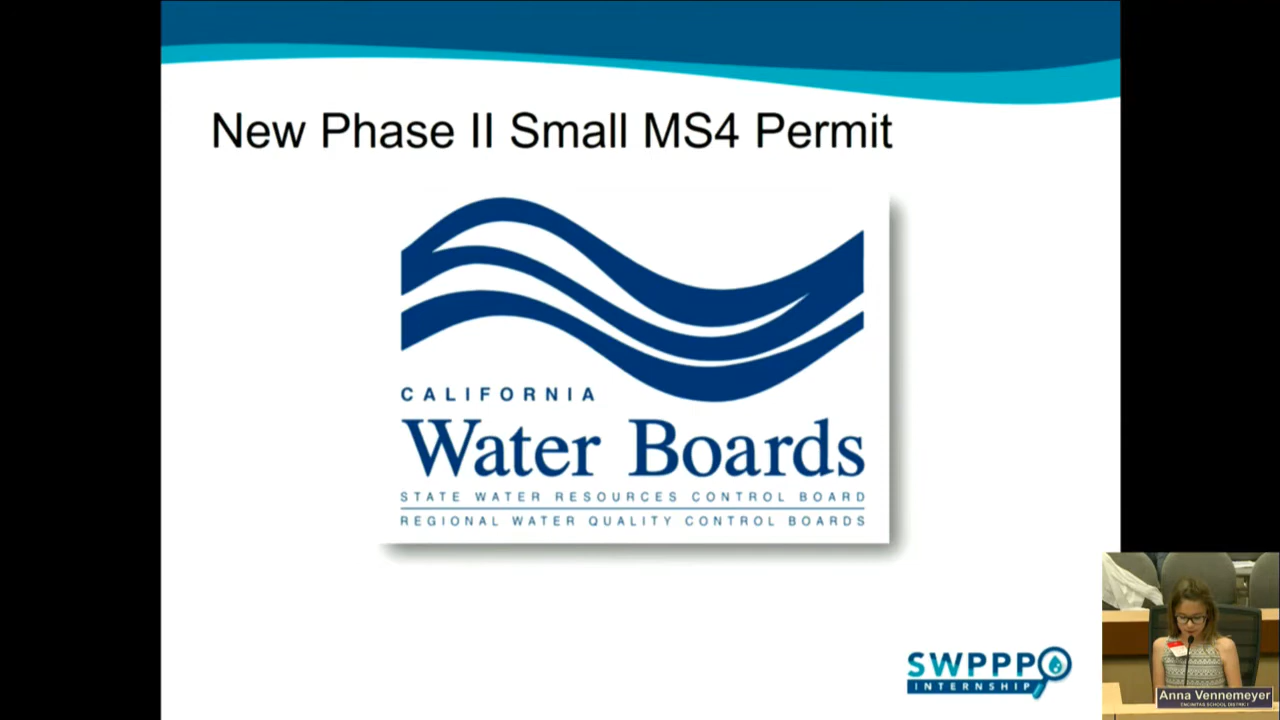 New Phase II Small MS4 Permit
CALIFORNIA
Water Boards
STATE WATER RESOURCES CONTROL BOARD
REGIONAL WATER QUALITY CONTROL BOARDS
SWPPP
INTERNSHIP
Anna Vennemeyer
ENCINITAS SCHOOL DISTRICT